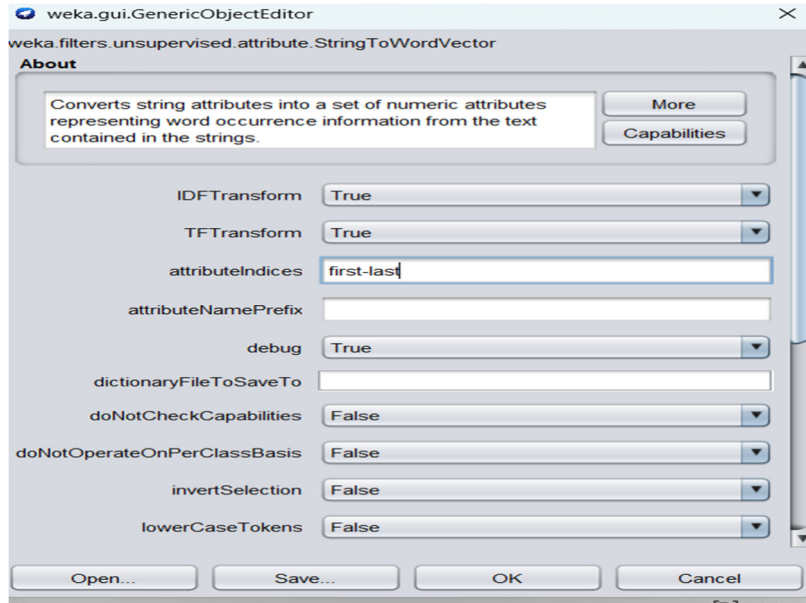 weka.gui.GenericObjectEditor
weka.filters.unsupervised.attribute.StringToWordVector
About
Converts string attributes into a set of numeric attributes
representing word occurrence information from the text
contained in the strings.
More
Capabilities
IDFTransform True
TFTransform True
attributeIndices first-last
attributeNamePrefix
debug True
dictionaryFileToSaveTo
doNotCheckCapabilities False
doNotOperateOnPerClassBasis False
invertSelection False
lowerCaseTokens False
Open... Save... OK Cancel